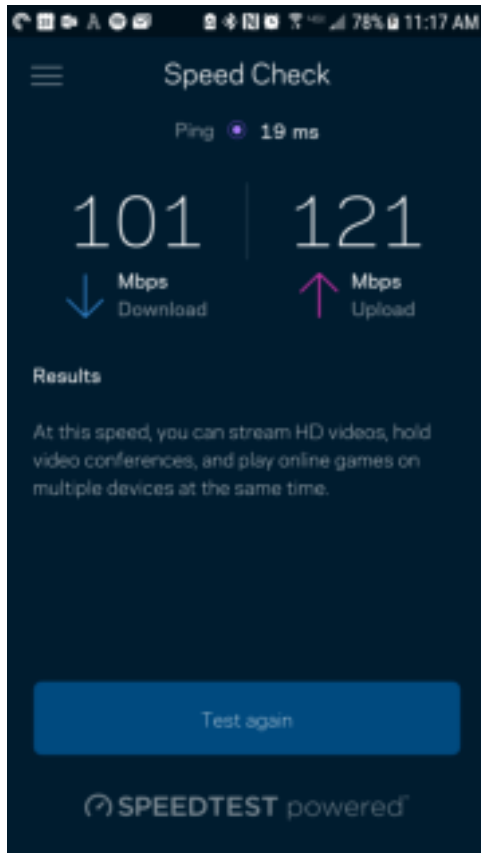 78% 11:17 AM
Speed Check
Ping 19 ms
101 121
Mbps Mbps
Download Upload
Results
At this speed, you can stream HD videos, hold
video conferences, and play online games on
multiple devices at the same time.
Test again
SPEEDTEST powered™